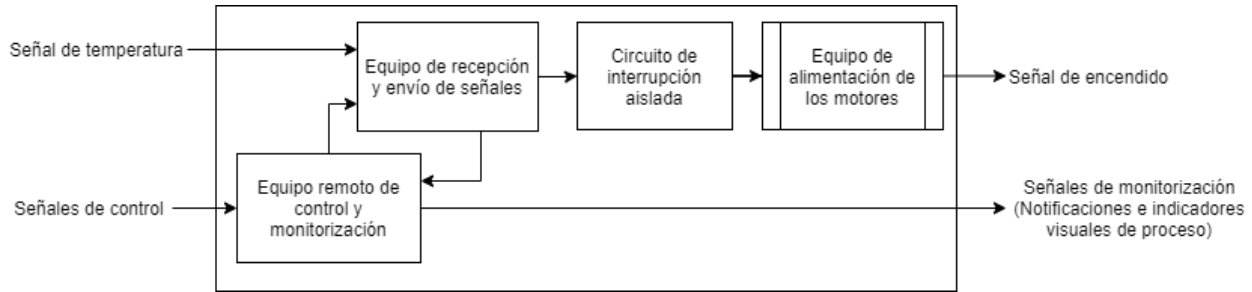 Señal de temperatura
Equipo de recepción
y envío de señales
Circuito de
interrupción
aislada
Equipo de
alimentación de
los motores
Señal de encendido
Señales de control
Equipo remoto de
control y
monitorización
Señales de monitorización
(Notificaciones e indicadores
visuales de proceso)